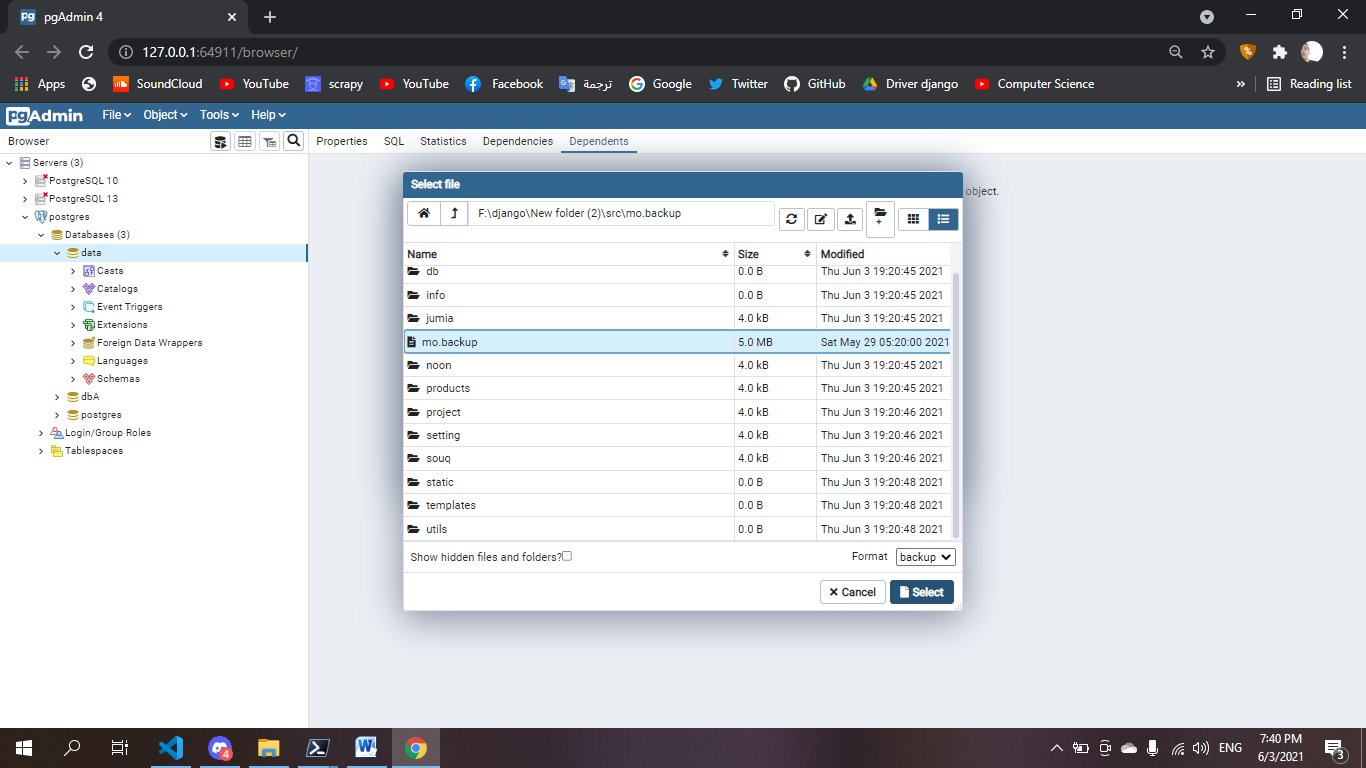 pgAdmin 4
127.0.0.1:64911/browser/
Apps SoundCloud YouTube scrapy YouTube Facebook ترجمة Google Twitter GitHub Driver django Computer Science » Reading list
pgAdmin File Object Tools Help
Browser Properties SQL Statistics Dependencies Dependents
Servers (3)
PostgreSQL 10
PostgreSQL 13
postgres
Databases (3)
data
Casts
Catalogs
Event Triggers
Extensions
Foreign Data Wrappers
Languages
Schemas
dbA
postgres
Login/Group Roles
Tablespaces
object.
Select file
F:\django\New folder (2)\src\mo.backup
Name Size Modified
db 0.0 B Thu Jun 3 19:20:45 2021
info 0.0 B Thu Jun 3 19:20:45 2021
jumia 4.0 kB Thu Jun 3 19:20:45 2021
mo.backup 5.0 MB Sat May 29 05:20:00 2021
noon 4.0 kB Thu Jun 3 19:20:45 2021
products 4.0 kB Thu Jun 3 19:20:45 2021
project 4.0 kB Thu Jun 3 19:20:46 2021
setting 4.0 kB Thu Jun 3 19:20:46 2021
souq 4.0 kB Thu Jun 3 19:20:46 2021
static 0.0 B Thu Jun 3 19:20:48 2021
templates 0.0 B Thu Jun 3 19:20:48 2021
utils 0.0 B Thu Jun 3 19:20:48 2021
Show hidden files and folders? Format backup
Cancel Select
4
ENG
7:40 PM
6/3/2021
3